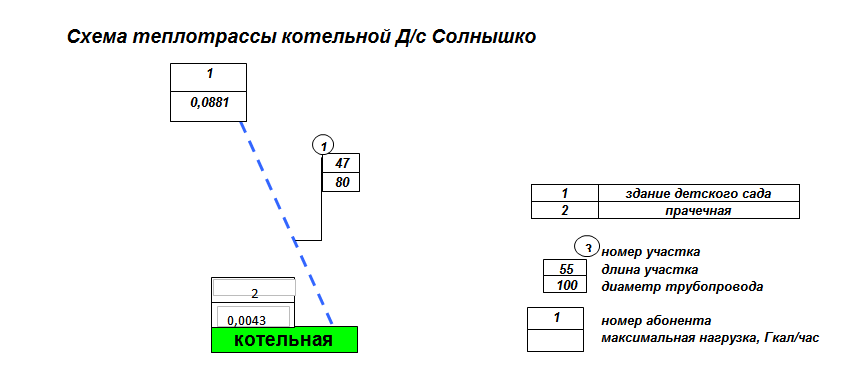 Схема теплотрассы котельной Д/с Солнышко
1
0,0881
1
47
80
2
0,0043
котельная
1 здание детского сада
2 прачечная
3 номер участка
55 длина участка
100 диаметр трубопровода
1 номер абонента
максимальная нагрузка, Гкал/час